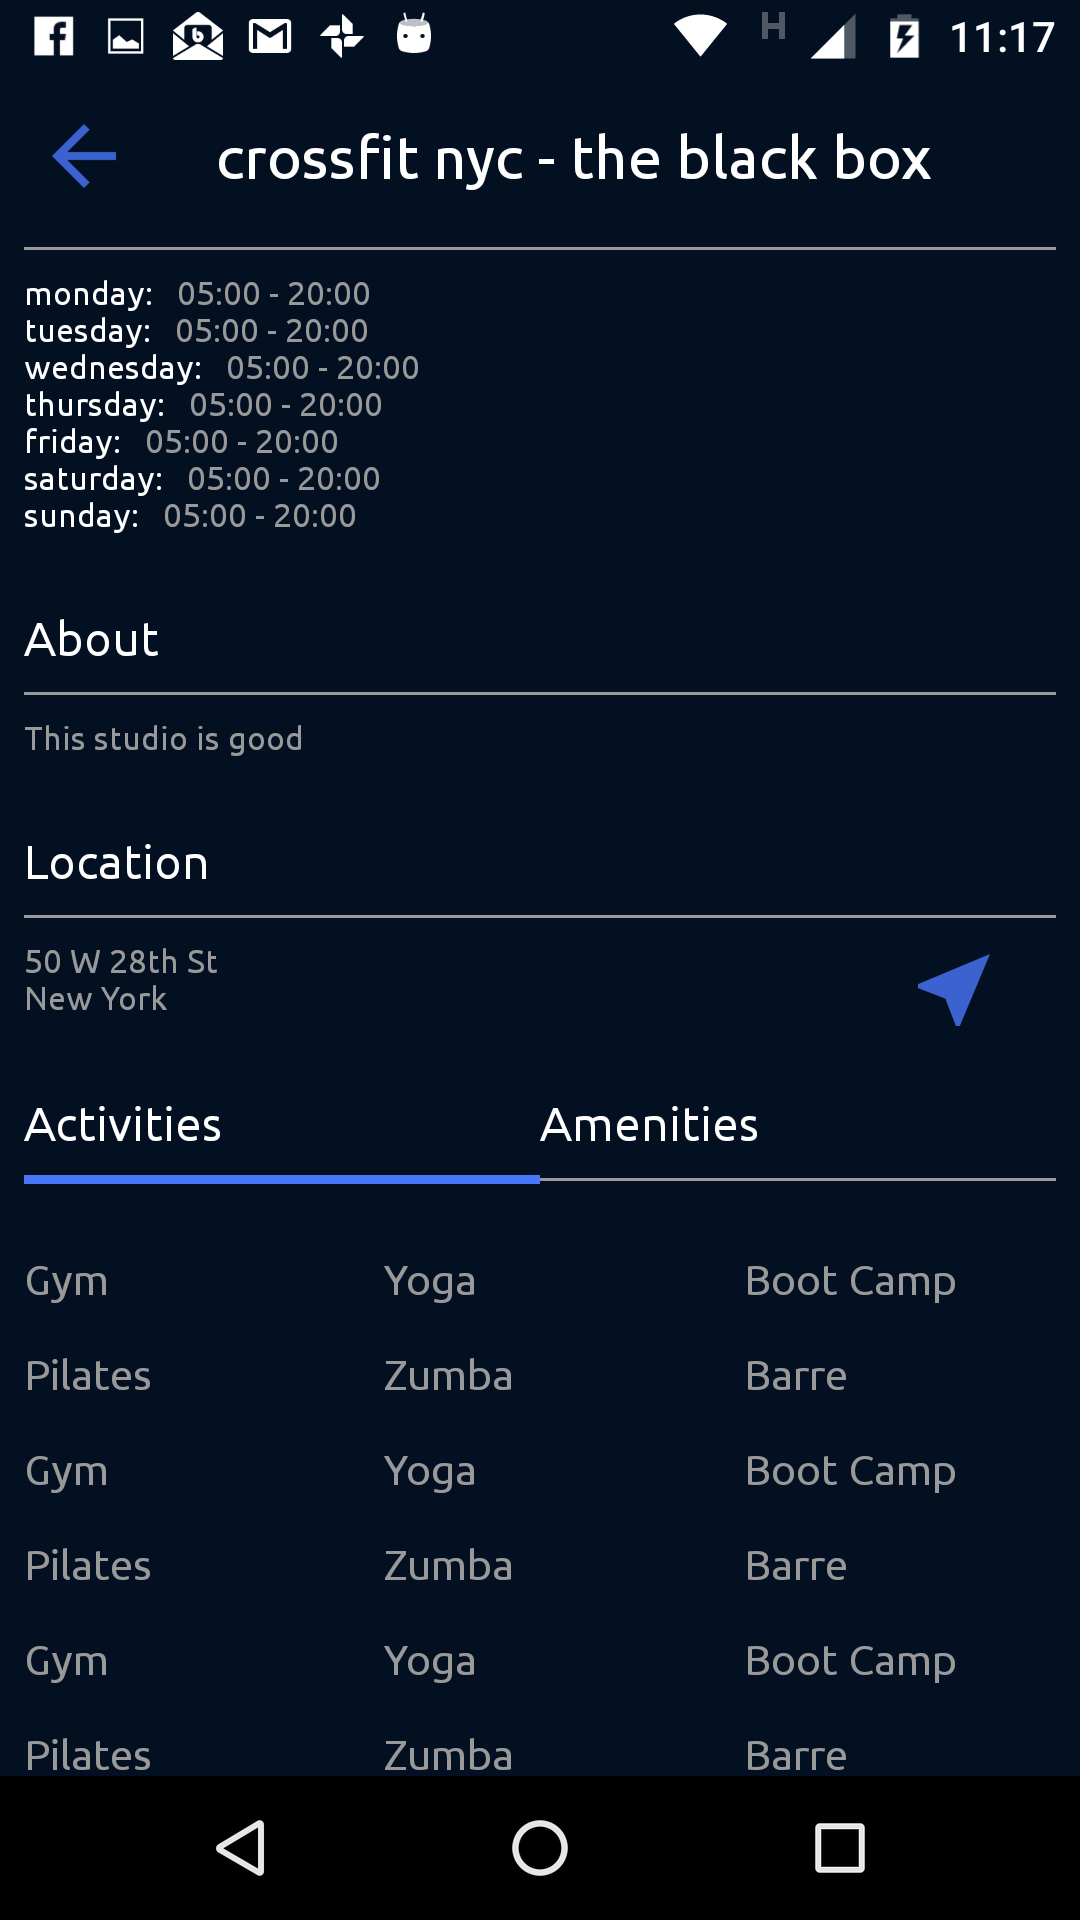 H 11:17
crossfit nyc - the black box
monday: 05:00 - 20:00
tuesday: 05:00 - 20:00
wednesday: 05:00 - 20:00
thursday: 05:00 - 20:00
friday: 05:00 - 20:00
saturday: 05:00 - 20:00
sunday: 05:00 - 20:00
About
This studio is good
Location
50 W 28th St
New York
Activities Amenities
Gym Yoga Boot Camp
Pilates Zumba Barre
Gym Yoga Boot Camp
Pilates Zumba Barre
Gym Yoga Boot Camp
Pilates Zumba Barre